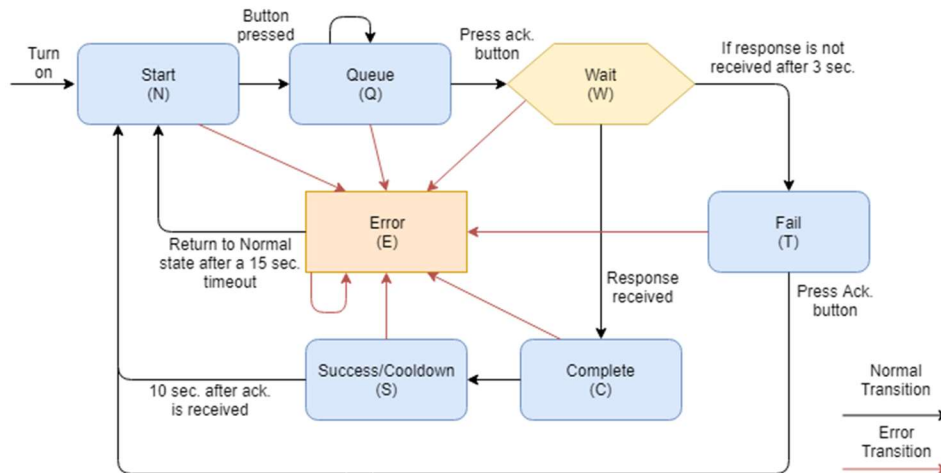 Turn
on
Start
(N)
Button
pressed
Queue
(Q)
Press ack.
button
Wait
(W)
If response is not
received after 3 sec.
Error
(E)
Fail
(T)
Return to Normal
state after a 15 sec.
timeout
Response
received
Press Ack.
button
Success/Cooldown
(S)
Complete
(C)
10 sec. after ack.
is received
Normal
Transition
Error
Transition